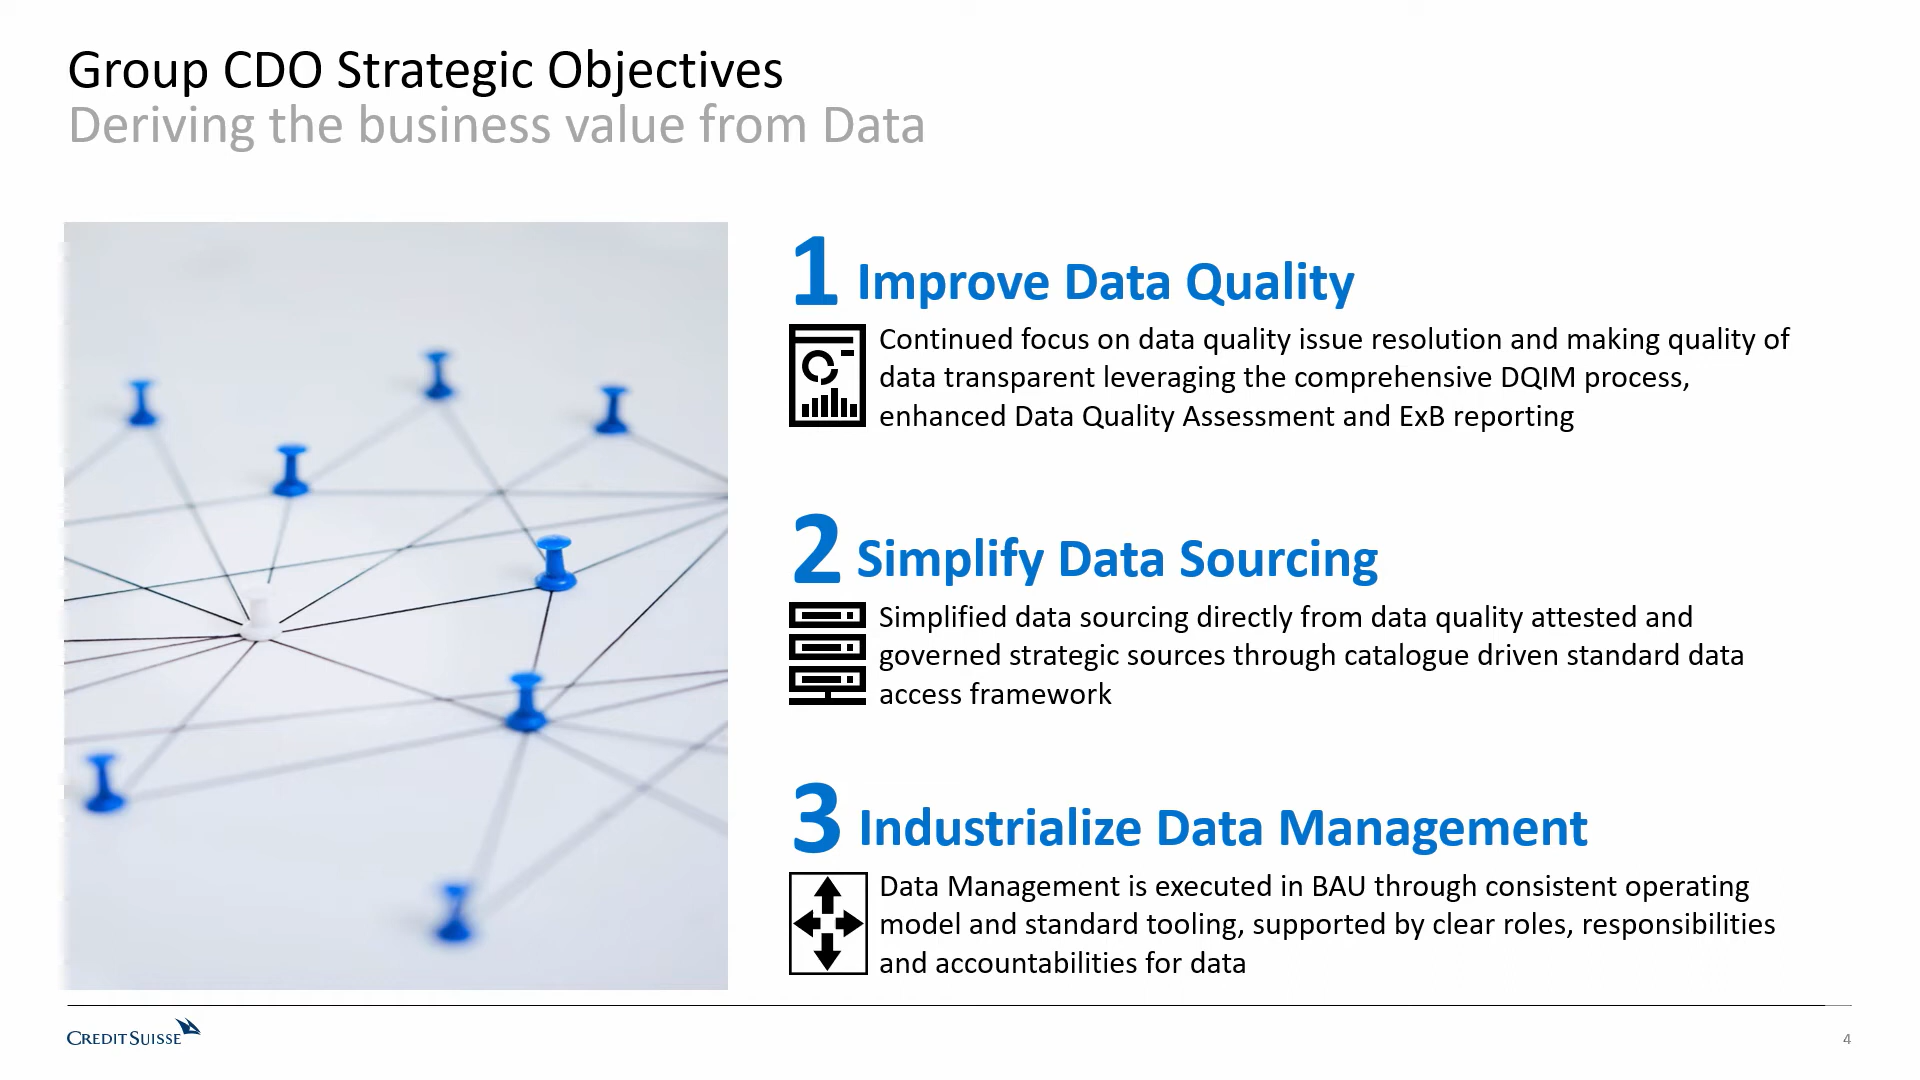 Group CDO Strategic Objectives
Deriving the business value from Data
1 Improve Data Quality
Continued focus on data quality issue resolution and making quality of
data transparent leveraging the comprehensive DQIM process,
enhanced Data Quality Assessment and ExB reporting
2 Simplify Data Sourcing
Simplified data sourcing directly from data quality attested and
governed strategic sources through catalogue driven standard data
access framework
3 Industrialize Data Management
Data Management is executed in BAU through consistent operating
model and standard tooling, supported by clear roles, responsibilities
and accountabilities for data
CREDIT SUISSE
4